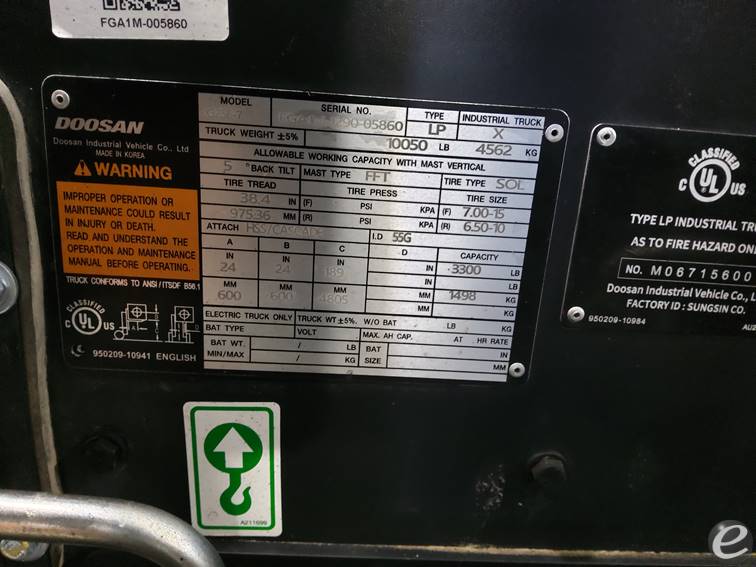 FGA1M-005860
DOOSAN
Doosan Industrial Vehicle Co., Ltd
MADE IN KOREA
WARNING
IMPROPER OPERATION OR
MAINTENANCE COULD RESULT
IN INJURY OR DEATH.
READ AND UNDERSTAND THE
OPERATION AND MAINTENANCE
MANUAL BEFORE OPERATING.
TRUCK CONFORMS TO ANSI / ITSDF B56.1
CLASSIFIED
C UL US
950209-10941 ENGLISH
MODEL SERIAL NO. TYPE INDUSTRIAL TRUCK
LP X
TRUCK WEIGHT ±5% 10050 LB 4562 KG
ALLOWABLE WORKING CAPACITY WITH MAST VERTICAL
5 ° BACK TILT MAST TYPE FFT TIRE TYPE SOL
TIRE TREAD TIRE PRESS TIRE SIZE
38.4 IN (F) PSI KPA (F) 7.00-15
975.36 MM (R) PSI KPA (R) 6.50-10
ATTACH HSS/CASCADE I.D 55G
A B C D CAPACITY
IN IN IN IN LB
24 24 189 3300
MM MM MM MM KG
600 600 4805 1498
ELECTRIC TRUCK ONLY TRUCK WT ±5%. W/O BAT LB KG
BAT TYPE VOLT MAX. AH CAP. AT HR RATE
BAT WT. / LB BAT IN
MIN/MAX / KG SIZE MM
CLASSIFIED
C UL US
TYPE LP INDUSTRIAL
AS TO FIRE HAZARD
NO. M06715600
Doosan Industrial Vehicle Co.,
FACTORY ID : SUNGSIN CO.
950209-10984
A211699